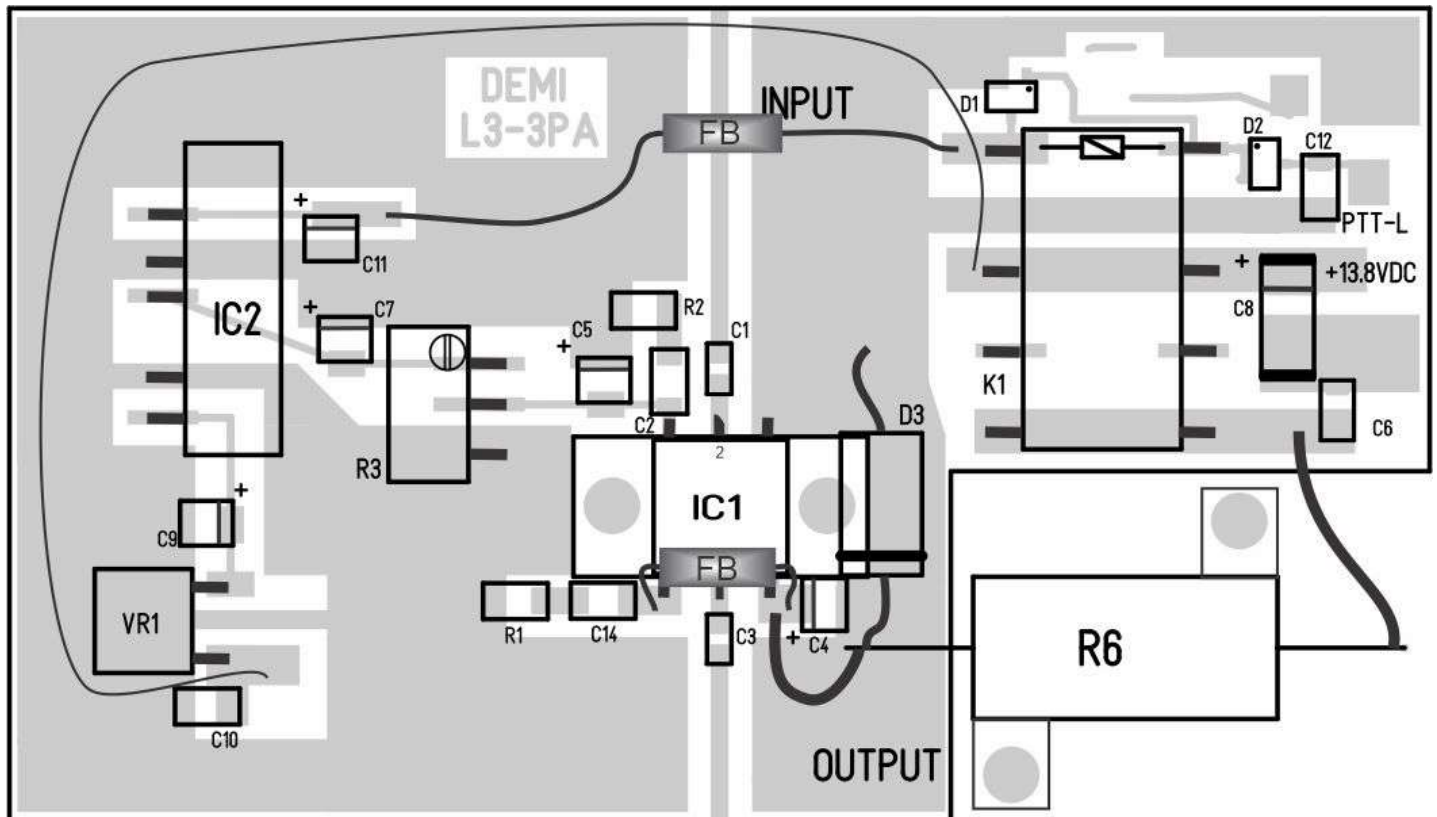 DEMI
L3-3PA
INPUT
FB
D1
D2
C12
PTT-L
+
C11
+
C7
IC2
R2
C1
+
C5
+
+13.8VDC
C8
K1
C6
R3
C2
2
D3
IC1
FB
+
C9
VR1
R1
C14
C3
+
C4
R6
C10
OUTPUT